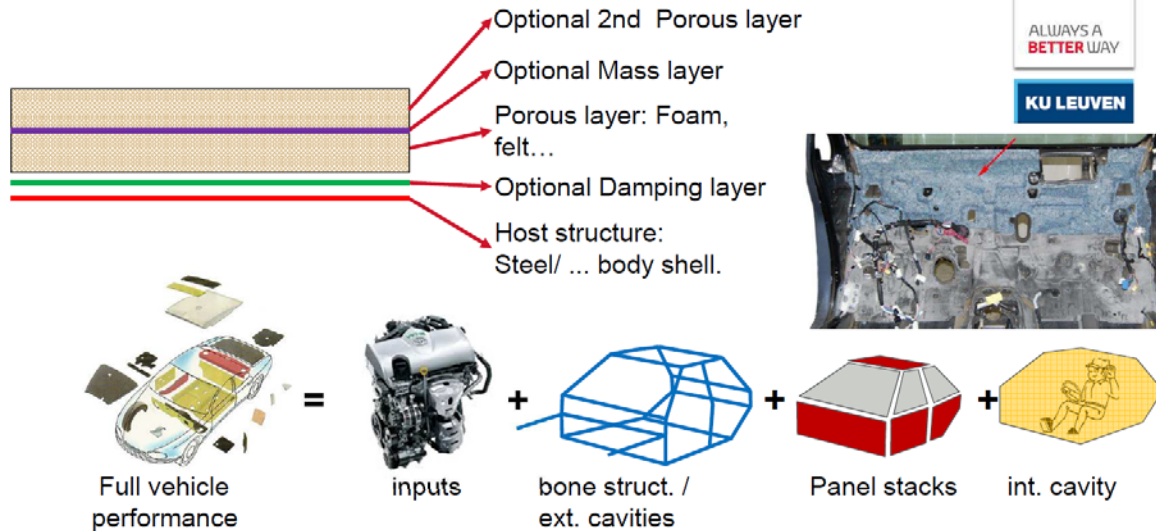 Optional 2nd  Porous layer
Optional Mass layer
Porous layer: Foam,
felt…
Optional Damping layer
Host structure:
Steel/ ... body shell.
ALWAYS A
BETTER WAY
KU LEUVEN
=
+
+
+
Full vehicle
performance
inputs
bone struct. /
ext. cavities
Panel stacks
int. cavity